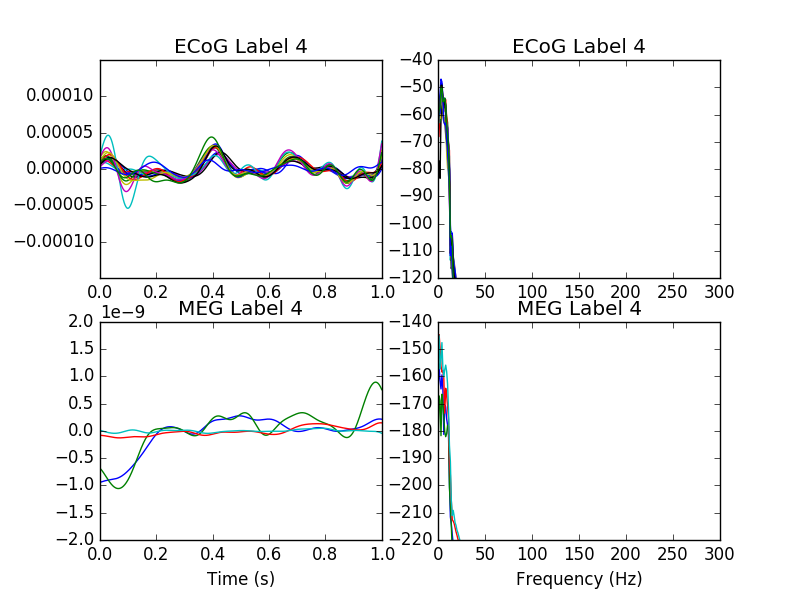 ECoG Label 4
0.00010
0.00005
0.00000
−0.00005
−0.00010
0.0 0.2 0.4 0.6 0.8 1.0
ECoG Label 4
−40
−50
−60
−70
−80
−90
−100
−110
−120
0 50 100 150 200 250 300
MEG Label 4
1e−9
2.0
1.5
1.0
0.5
0.0
−0.5
−1.0
−1.5
−2.0
0.0 0.2 0.4 0.6 0.8 1.0
Time (s)
MEG Label 4
−140
−150
−160
−170
−180
−190
−200
−210
−220
0 50 100 150 200 250 300
Frequency (Hz)